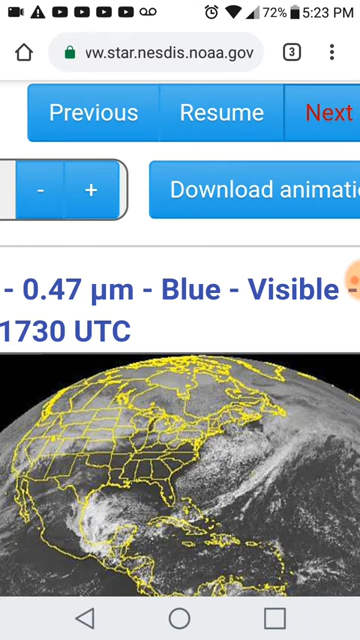 72% 5:23 PM
vw.star.nesdis.noaa.gov
3
Previous Resume Next
- + Download animati
- 0.47 µm - Blue - Visible -
1730 UTC